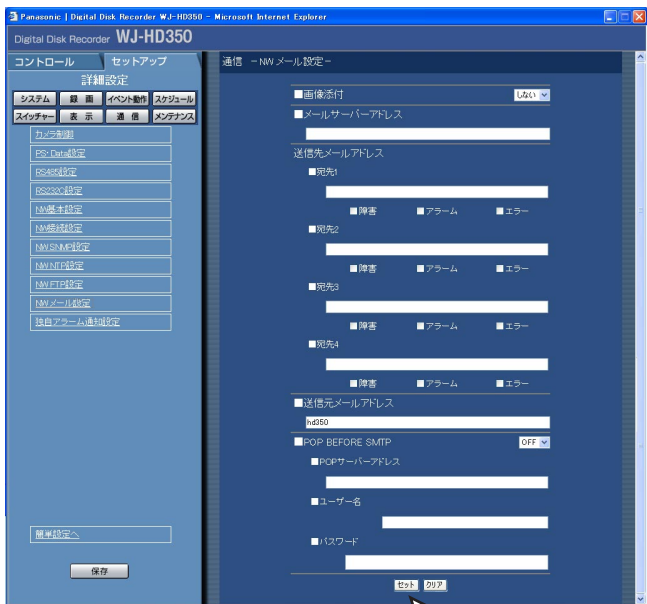 Panasonic | Digital Disk Recorder WJ-HD350 - Microsoft Internet Explorer
Digital Disk Recorder WJ-HD350
コントロール
セットアップ
詳細設定
システム 録画 イベント動作 スケジュール
スイッチャー 表示 通信 メンテナンス
カメラ制御
PS･Data設定
RS485設定
RS232C設定
NW基本設定
NW接続設定
NW SNMP設定
NW NTP設定
NW FTP設定
NW メール設定
独自アラーム通知設定
簡単設定へ
保存
通信 －NW メール設定－
■画像添付 しない
■メールサーバーアドレス
送信先メールアドレス
■宛先1
■障害 ■アラーム ■エラー
■宛先2
■障害 ■アラーム ■エラー
■宛先3
■障害 ■アラーム ■エラー
■宛先4
■障害 ■アラーム ■エラー
■送信元メールアドレス
hd350
■POP BEFORE SMTP OFF
■POPサーバーアドレス
■ユーザー名
■パスワード
セット クリア